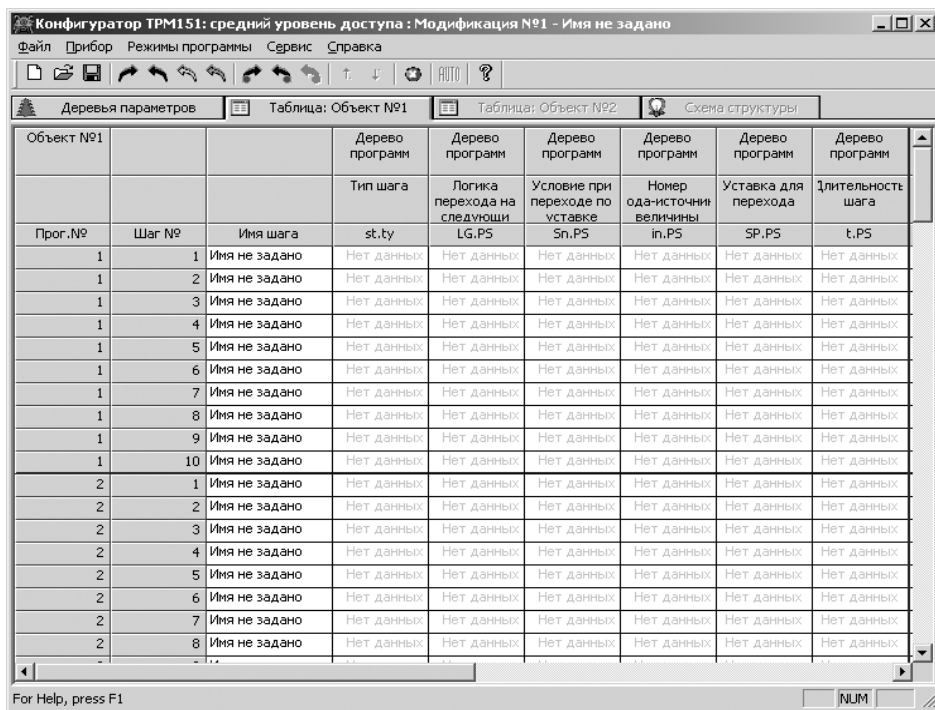 Конфигуратор ТРМ151: средний уровень доступа : Модификация №1 - Имя не задано
Файл Прибор Режимы программы Сервис Справка
AUTO
Деревья параметров Таблица: Объект №1 Таблица: Объект №2 Схема структуры
Объект №1 Дерево программ Дерево программ Дерево программ Дерево программ Дерево программ Дерево программ
Тип шага Логика перехода на следующи Условие при переходе по уставке Номер ода-источник величины Уставка для перехода Длительность шага
Прог.№ Шаг № Имя шага st.ty LG.PS Sn.PS in.PS SP.PS t.PS
1 1 Имя не задано Нет данных Нет данных Нет данных Нет данных Нет данных Нет данных
1 2 Имя не задано Нет данных Нет данных Нет данных Нет данных Нет данных Нет данных
1 3 Имя не задано Нет данных Нет данных Нет данных Нет данных Нет данных Нет данных
1 4 Имя не задано Нет данных Нет данных Нет данных Нет данных Нет данных Нет данных
1 5 Имя не задано Нет данных Нет данных Нет данных Нет данных Нет данных Нет данных
1 6 Имя не задано Нет данных Нет данных Нет данных Нет данных Нет данных Нет данных
1 7 Имя не задано Нет данных Нет данных Нет данных Нет данных Нет данных Нет данных
1 8 Имя не задано Нет данных Нет данных Нет данных Нет данных Нет данных Нет данных
1 9 Имя не задано Нет данных Нет данных Нет данных Нет данных Нет данных Нет данных
1 10 Имя не задано Нет данных Нет данных Нет данных Нет данных Нет данных Нет данных
2 1 Имя не задано Нет данных Нет данных Нет данных Нет данных Нет данных Нет данных
2 2 Имя не задано Нет данных Нет данных Нет данных Нет данных Нет данных Нет данных
2 3 Имя не задано Нет данных Нет данных Нет данных Нет данных Нет данных Нет данных
2 4 Имя не задано Нет данных Нет данных Нет данных Нет данных Нет данных Нет данных
2 5 Имя не задано Нет данных Нет данных Нет данных Нет данных Нет данных Нет данных
2 6 Имя не задано Нет данных Нет данных Нет данных Нет данных Нет данных Нет данных
2 7 Имя не задано Нет данных Нет данных Нет данных Нет данных Нет данных Нет данных
2 8 Имя не задано Нет данных Нет данных Нет данных Нет данных Нет данных Нет данных
For Help, press F1 NUM